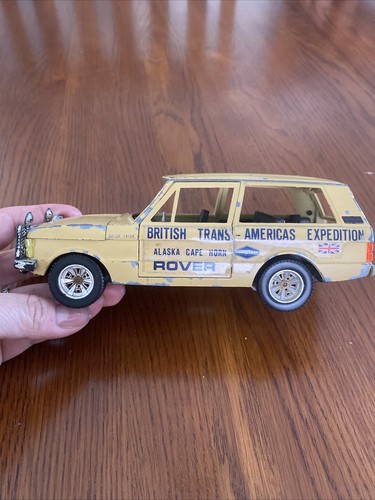 BRITISH TRANS-AMERICAS EXPEDITION
ALASKA CAPE HORN
ROVER